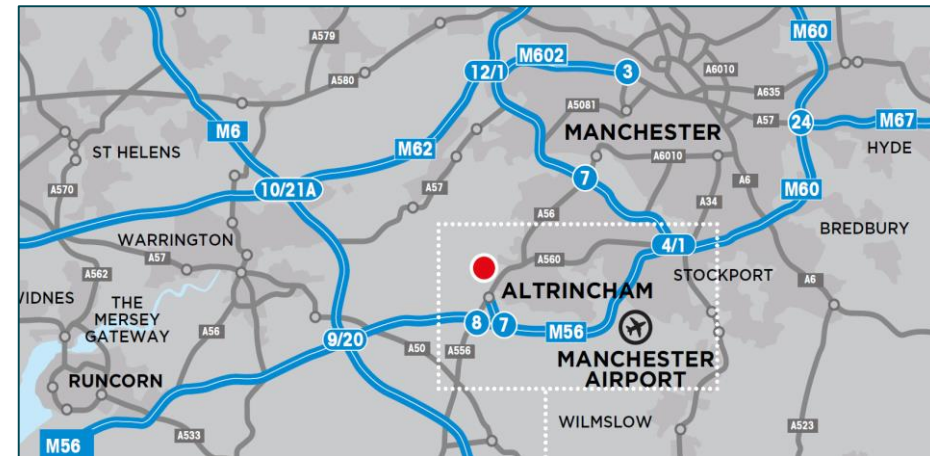 A579
M60
12/1
M602
3
A6010
A580
A635
A5081
A57
24
M67
M6
MANCHESTER
ST HELENS
M62
HYDE
A6010
7
A6
A570
10/21A
A57
M60
A34
A56
BREDBURY
WARRINGTON
4/1
A57
A560
STOCKPORT
A562
A6
IDNES
THE
MERSEY
GATEWAY
ALTRINCHAM
A56
8
7
M56
9/20
A50
A556
MANCHESTER
AIRPORT
RUNCORN
WILMSLOW
A523
A533
M56